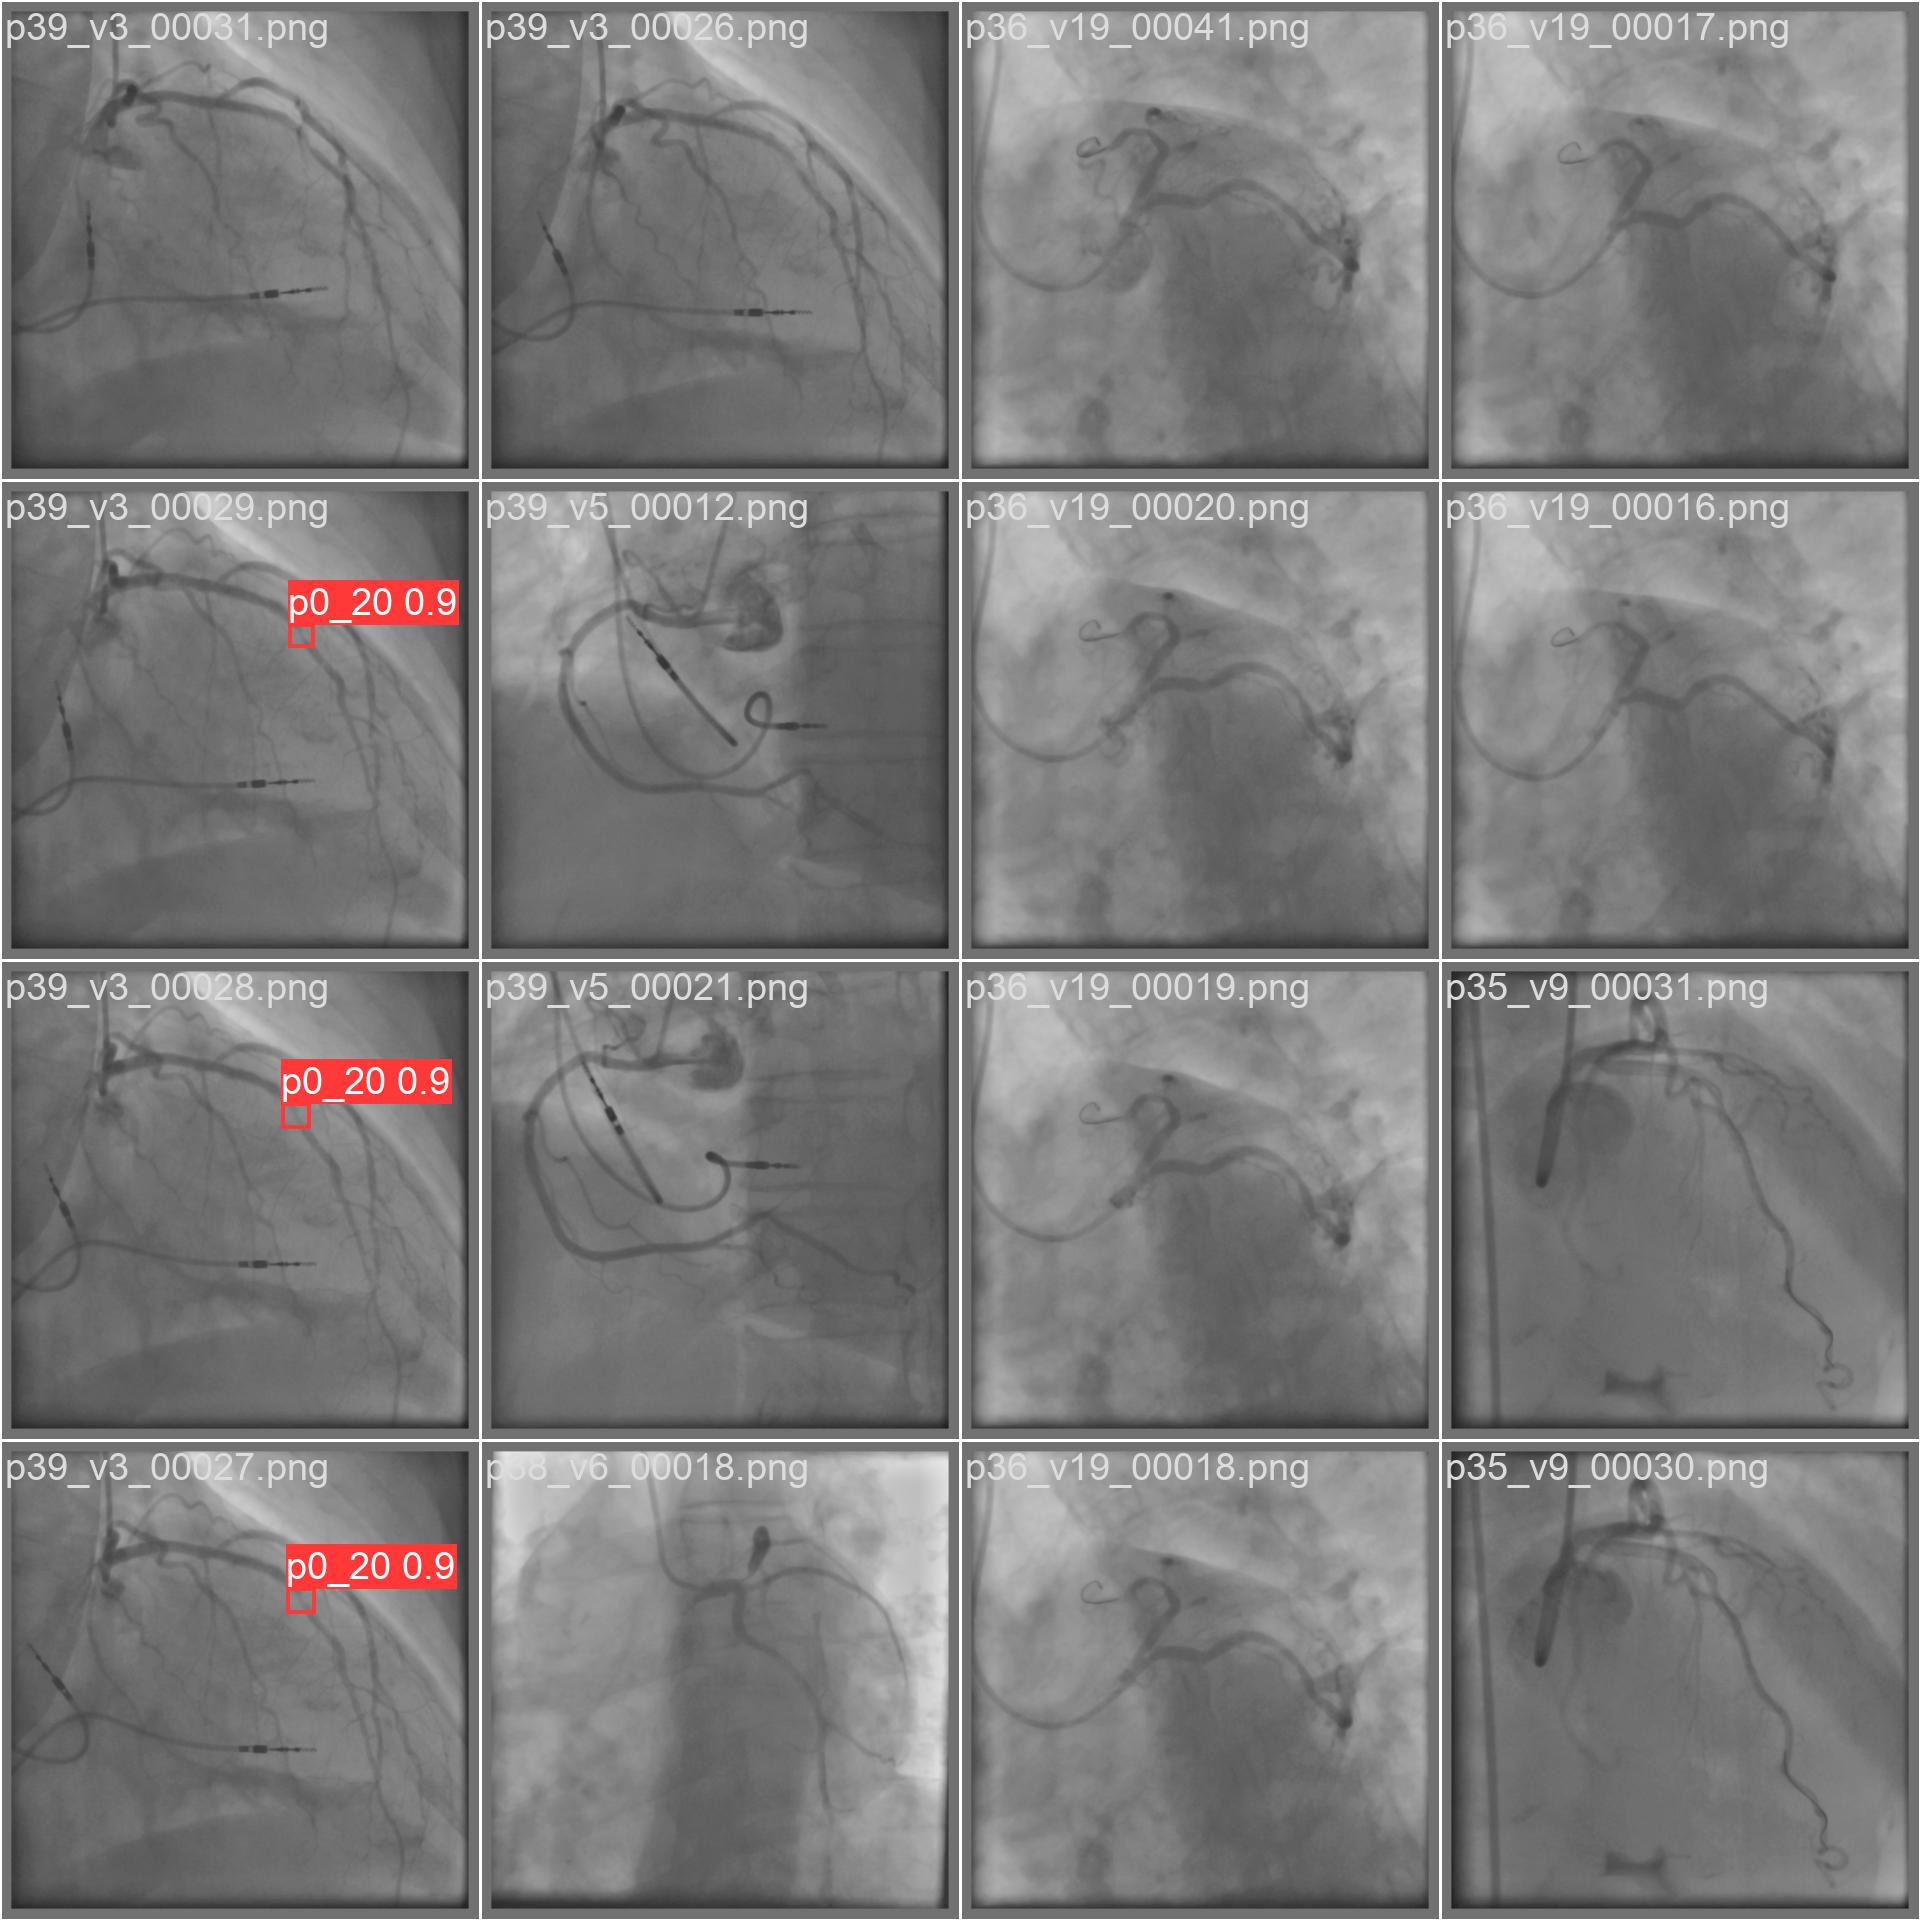 p39_v3_00031.png
p39_v3_00026.png
p36_v19_00041.png
p36_v19_00017.png
p39_v3_00029.png
p39_v5_00012.png
p36_v19_00020.png
p36_v19_00016.png
p0_20 0.9
p39_v3_00028.png
p39_v5_00021.png
p36_v19_00019.png
p35_v9_00031.png
p0_20 0.9
p39_v3_00027.png
p38_v6_00018.png
p36_v19_00018.png
p35_v9_00030.png
p0_20 0.9